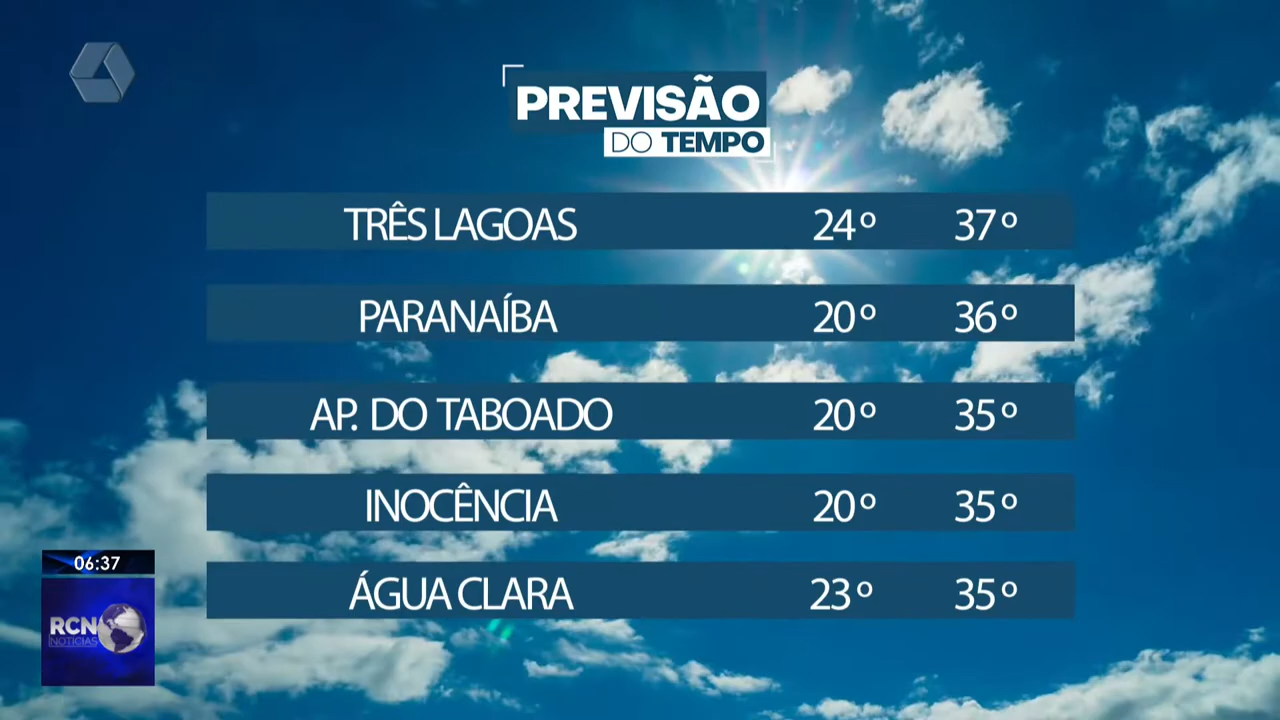 PREVISÃO
DO TEMPO
TRÊS LAGOAS 24º 37º
PARANAÍBA 20º 36º
AP. DO TABOADO 20º 35º
INOCÊNCIA 20º 35º
ÁGUA CLARA 23º 35º
06:37
RCN
NOTÍCIAS